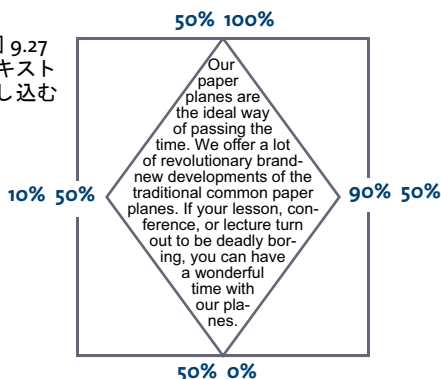 50% 100%
9.27
キスト
し込む
Our
paper
planes are
the ideal way
of passing the
time. We offer a lot
of revolutionary brand-
new developments of the
traditional common paper
planes. If your lesson, con-
ference, or lecture turn
out to be deadly bor-
ing, you can have
a wonderful
time with
our pla-
nes.
10% 50%
90% 50%
50% 0%